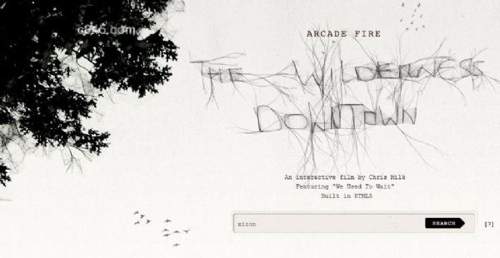 ARCADE FIRE
THE WILDERNESS
DOWNTOWN
An interactive film by Chris Milk
Featuring "We Used To Wait"
Built in HTML5
SEARCH
[?]